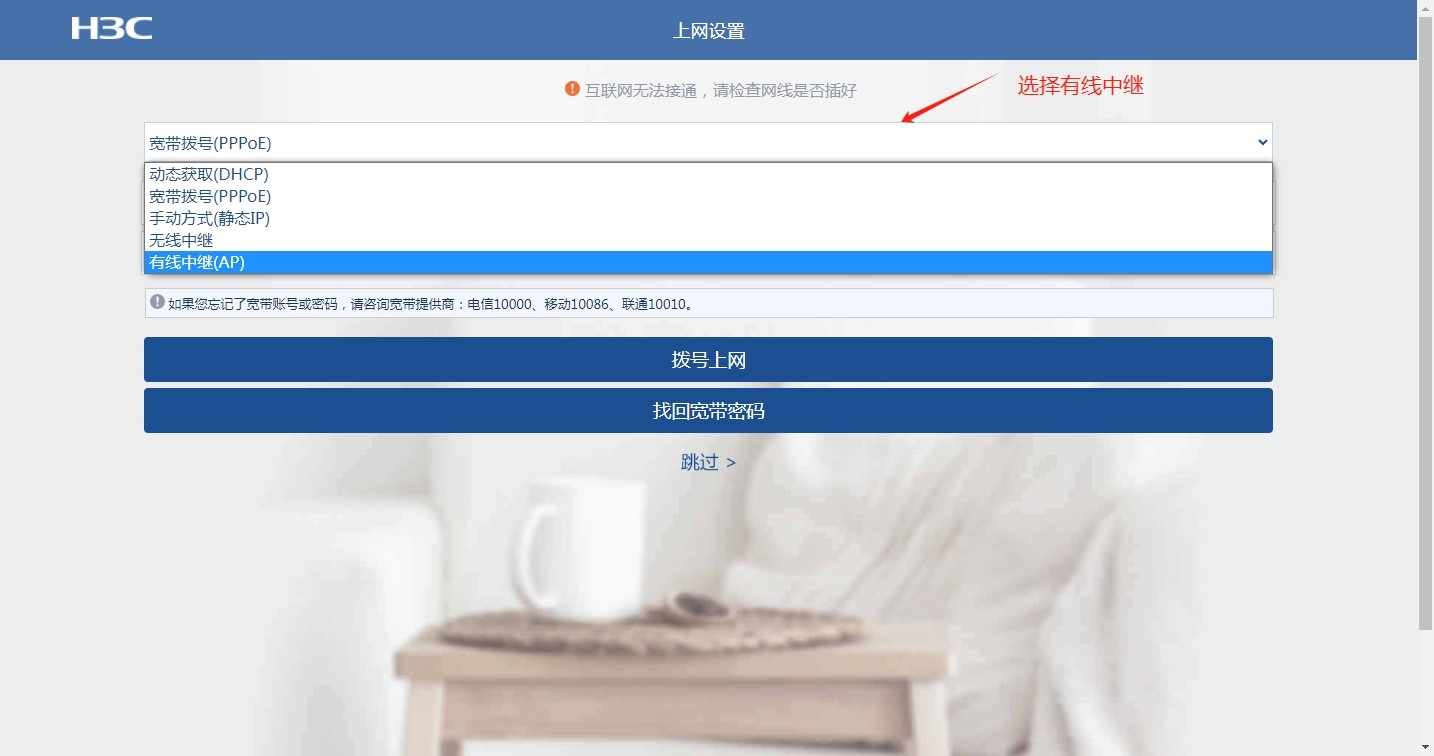 H3C
上网设置
互联网无法接通，请检查网线是否插好
选择有线中继
宽带拨号(PPPoE)
动态获取(DHCP)
宽带拨号(PPPoE)
手动方式(静态IP)
无线中继
有线中继(AP)
如果您忘记了宽带账号或密码，请咨询宽带提供商：电信10000、移动10086、联通10010。
拨号上网
找回宽带密码
跳过 >